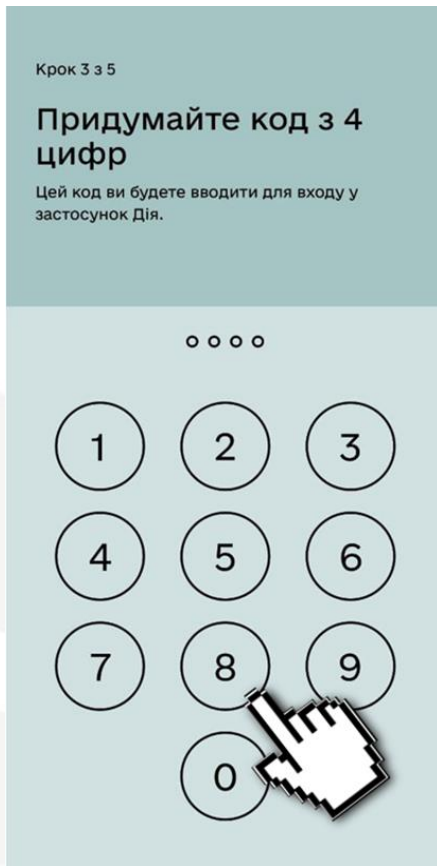 Крок 3 з 5
Придумайте код з 4
цифр
Цей код ви будете вводити для входу у
застосунок Дія.
1 2 3
4 5 6
7 8 9
0